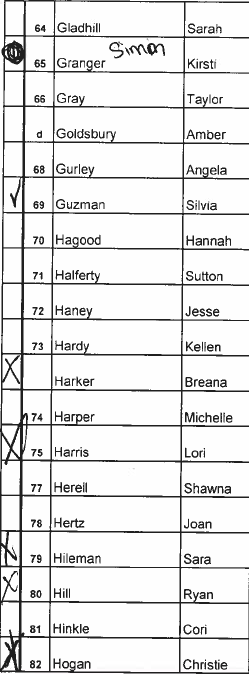 64 Gladhill Sarah
65 Granger Simon Kirsti
66 Gray Taylor
d Goldsbury Amber
68 Gurley Angela
69 Guzman Silvia
70 Hagood Hannah
71 Halferty Sutton
72 Haney Jesse
73 Hardy Kellen
X Harker Breana
74 Harper Michelle
X 75 Harris Lori
77 Herell Shawna
78 Hertz Joan
X 79 Hileman Sara
X 80 Hill Ryan
81 Hinkle Cori
X 82 Hogan Christie